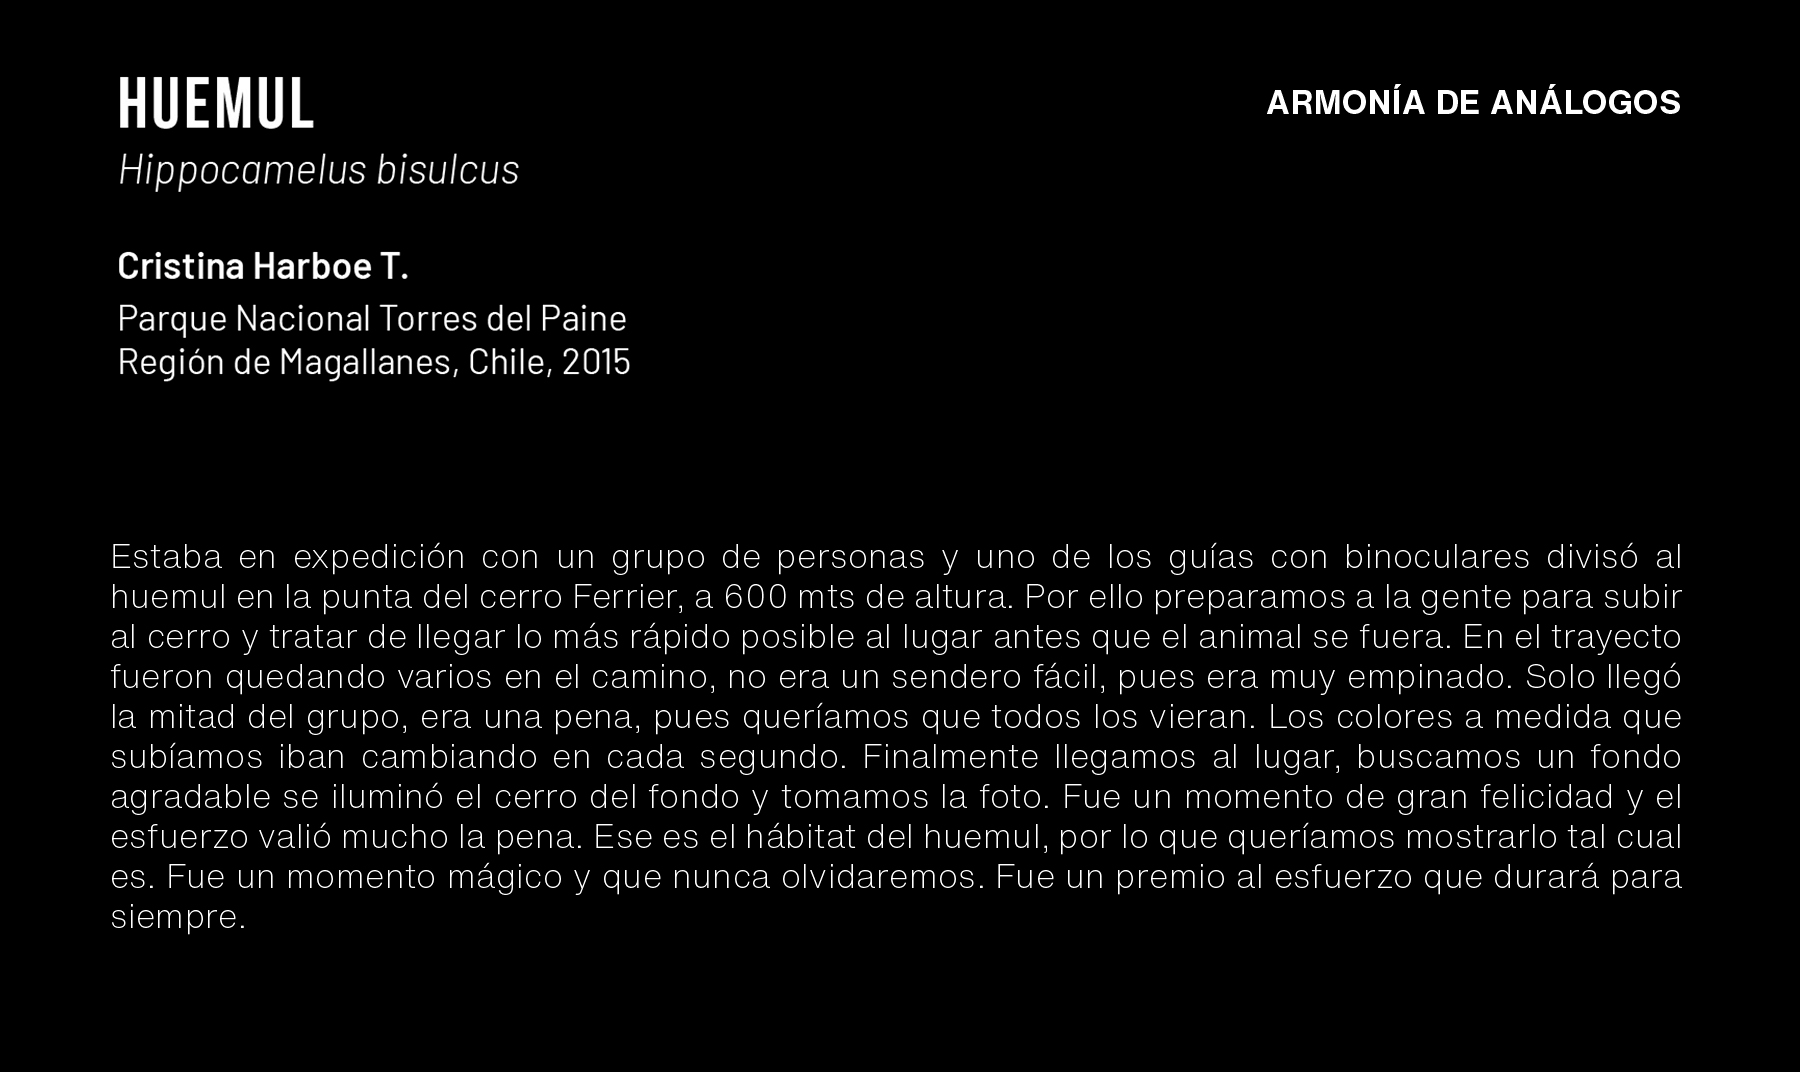 HUEMUL
ARMONÍA DE ANÁLOGOS
Hippocamelus bisulcus
Cristina Harboe T.
Parque Nacional Torres del Paine
Región de Magallanes, Chile, 2015
Estaba en expedición con un grupo de personas y uno de los guías con binoculares divisó al
huemul en la punta del cerro Ferrier, a 600 mts de altura. Por ello preparamos a la gente para subir
al cerro y tratar de llegar lo más rápido posible al lugar antes que el animal se fuera. En el trayecto
fueron quedando varios en el camino, no era un sendero fácil, pues era muy empinado. Solo llegó
la mitad del grupo, era una pena, pues queríamos que todos los vieran. Los colores a medida que
subíamos iban cambiando en cada segundo. Finalmente llegamos al lugar, buscamos un fondo
agradable se iluminó el cerro del fondo y tomamos la foto. Fue un momento de gran felicidad y el
esfuerzo valió mucho la pena. Ese es el hábitat del huemul, por lo que queríamos mostrarlo tal cual
es. Fue un momento mágico y que nunca olvidaremos. Fue un premio al esfuerzo que durará para
siempre.